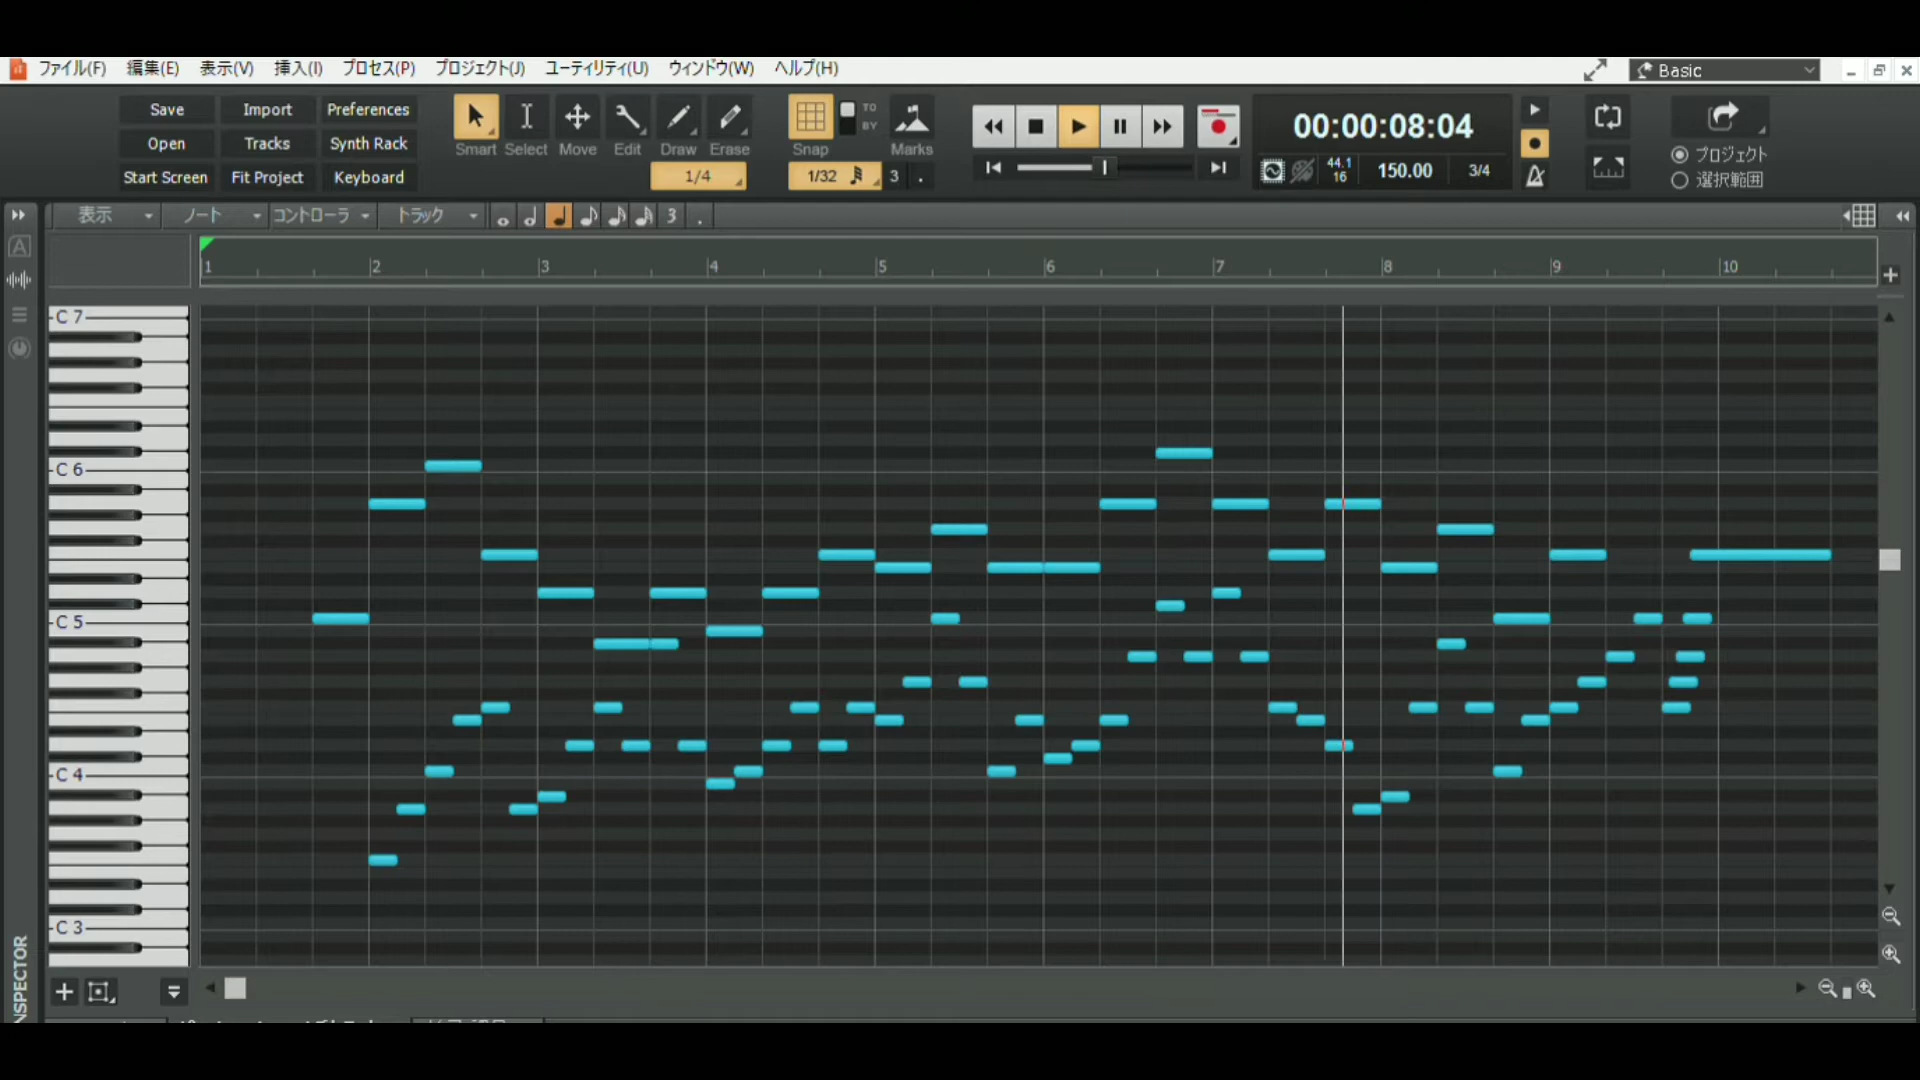 ファイル(F) 編集(E) 表示(V) 挿入(I) プロセス(P) プロジェクト(J) ユーティリティ(U) ウィンドウ(W) ヘルプ(H) Basic
Save Import Preferences
Open Tracks Synth Rack
Start Screen Fit Project Keyboard
Smart Select Move Edit Draw Erase
1/4
Snap
TO
BY
Marks
1/32 3 .
00:00:08:04
44.1
16
150.00
3/4
プロジェクト
選択範囲
表示 ノート コントローラ トラック 3 .
1 2 3 4 5 6 7 8 9 10
C 7
C 6
C 5
C 4
C 3
INSPECTOR